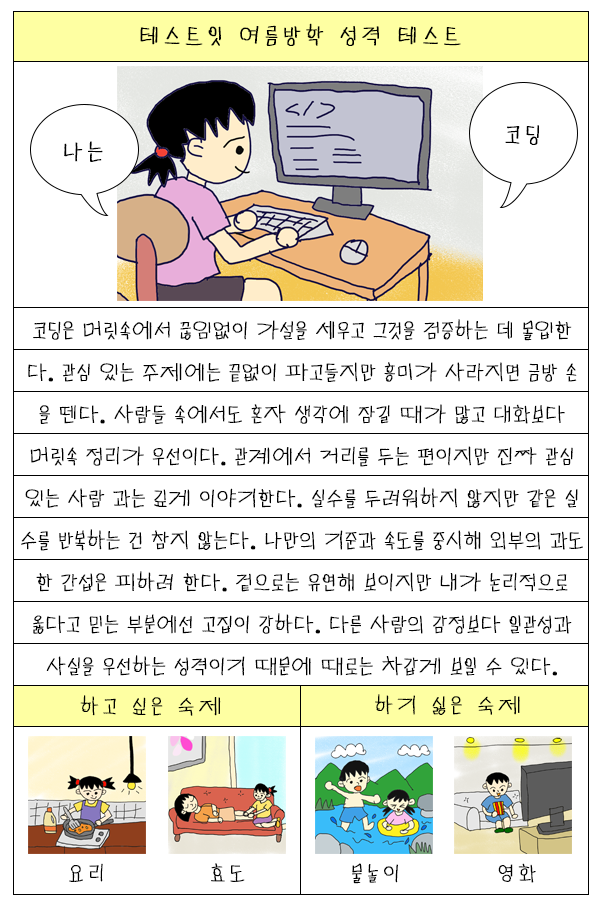 테스트잇 여름방학 성격 테스트
나는
코딩
</>
코딩은 머릿속에서 끊임없이 가설을 세우고 그것을 검증하는 데 몰입한
다. 관심 있는 주제에는 끝없이 파고들지만 흥미가 사라지면 금방 손
을 뗀다. 사람들 속에서도 혼자 생각에 잠길 때가 많고 대화보다
머릿속 정리가 우선이다. 관계에서 거리를 두는 편이지만 진짜 관심
있는 사람 과는 깊게 이야기한다. 실수를 두려워하지 않지만 같은 실
수를 반복하는 건 참지 않는다. 나만의 기준과 속도를 중시해 외부의 과도
한 간섭은 피하려 한다. 겉으로는 유연해 보이지만 내가 논리적으로
옳다고 믿는 부분에선 고집이 강하다. 다른 사람의 감정보다 일관성과
사실을 우선하는 성격이기 때문에 때로는 차갑게 보일 수 있다.
하고 싶은 숙제
하기 싫은 숙제
요리
효도
물놀이
영화